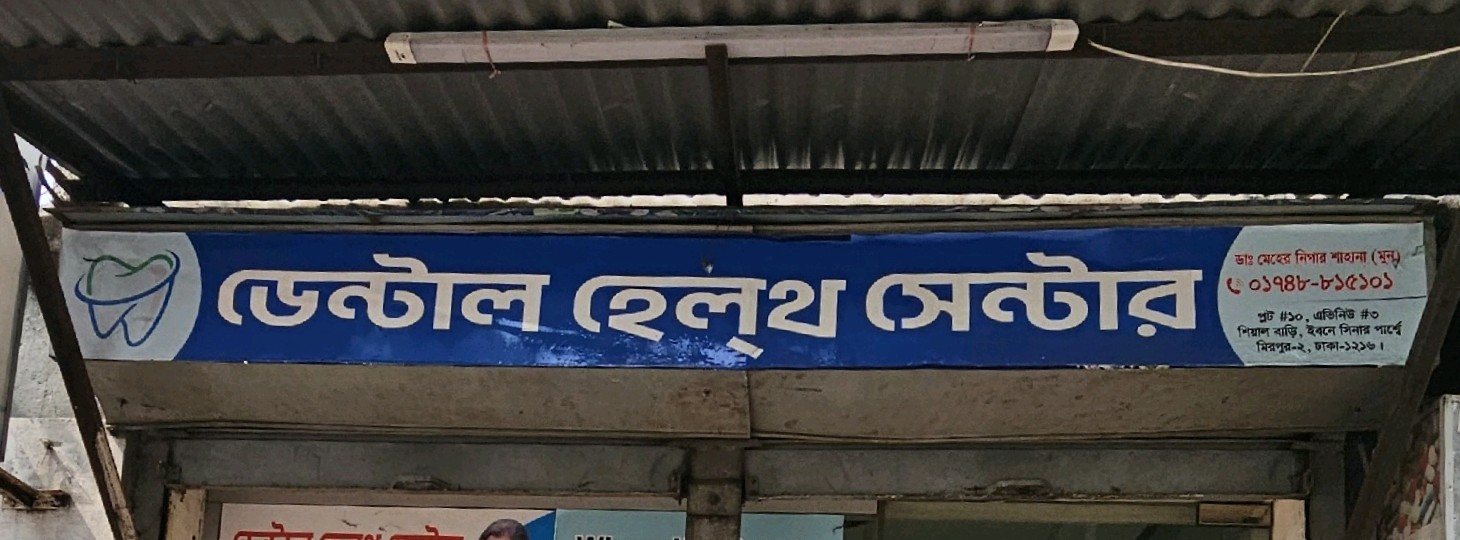 ডেন্টাল হেল্থ সেন্টার
ডাঃ মেহের নিগার শাহানা (মুন)
০১৭৪৮-৮১৫১০১
প্লট #১০, এভিনিউ #৩
শিয়াল বাড়ি, ইবনে সিনার পার্শ্বে
মিরপুর-২, ঢাকা-১২১৬।